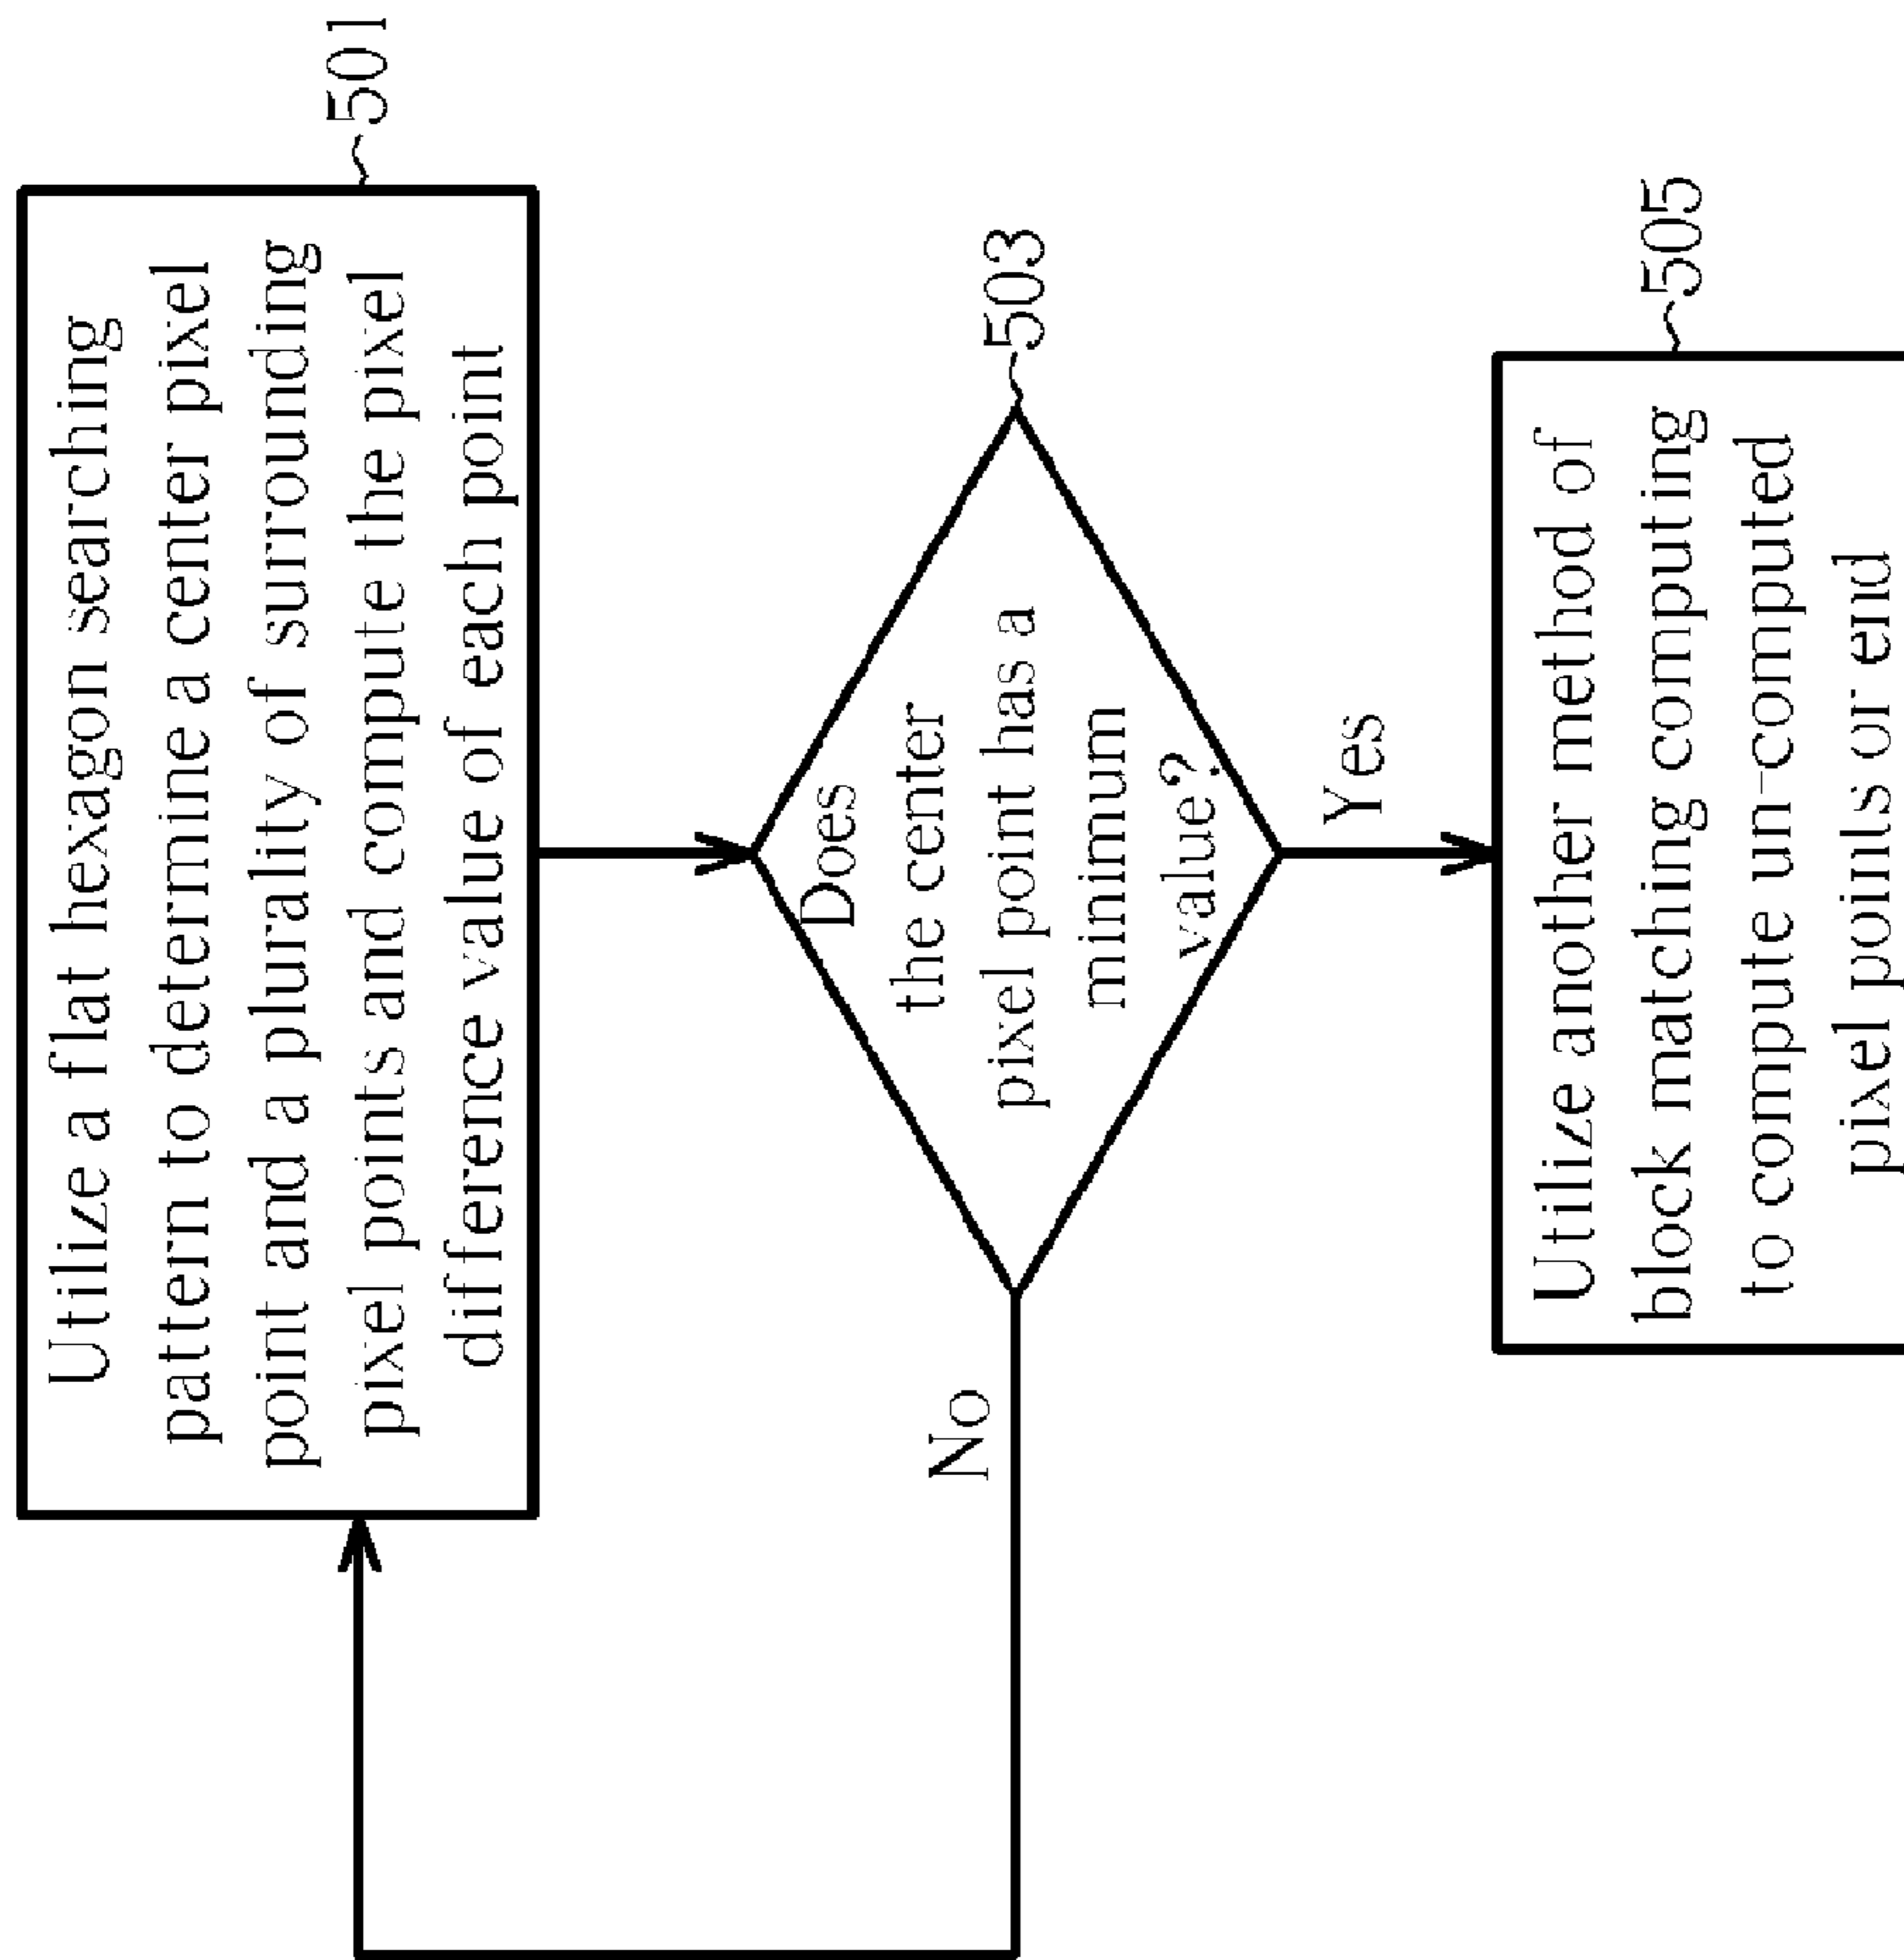 Utilize a flat hexagon searching
pattern to determine a center pixel
point and a plurality of surrounding
pixel points and compute the pixel
difference value of each point
501
Does
the center
pixel point has a
minimum
value?
503
No
Yes
Utilize another method of
block matching computing
to compute un-computed
pixel points or end
505